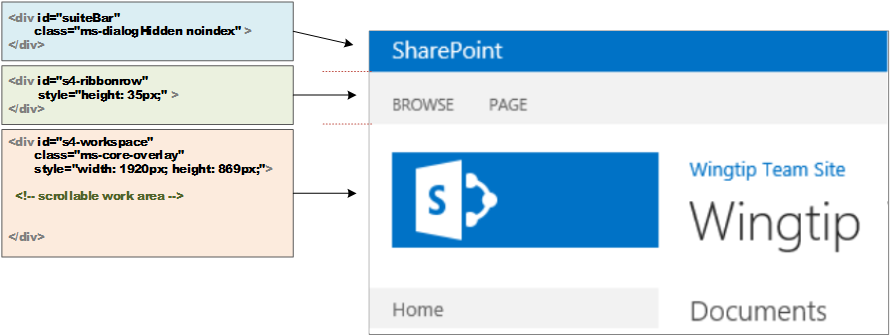 <div id="suiteBar"
class="ms-dialogHidden noindex" >
</div>
<div id="s4-ribbonrow"
style="height: 35px;" >
</div>
<div id="s4-workspace"
class="ms-core-overlay"
style="width: 1920px; height: 869px;">
<!-- scrollable work area -->
</div>
SharePoint
BROWSE PAGE
S
Wingtip Team Site
Wingtip
Home
Documents